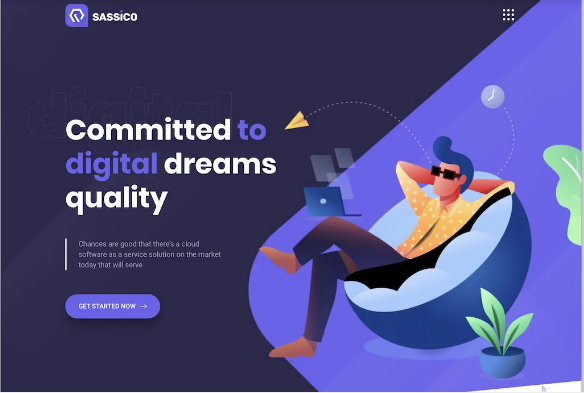 SASSICO
digital
Committed to
digital dreams
quality
Chances are good that there's a cloud
software as a service solution on the market
today that will serve
GET STARTED NOW